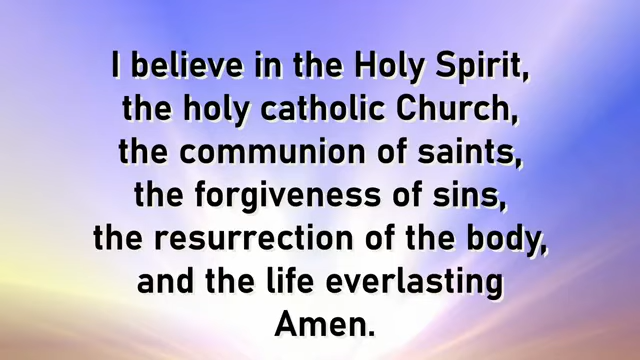 I believe in the Holy Spirit,
the holy catholic Church,
the communion of saints,
the forgiveness of sins,
the resurrection of the body,
and the life everlasting
Amen.